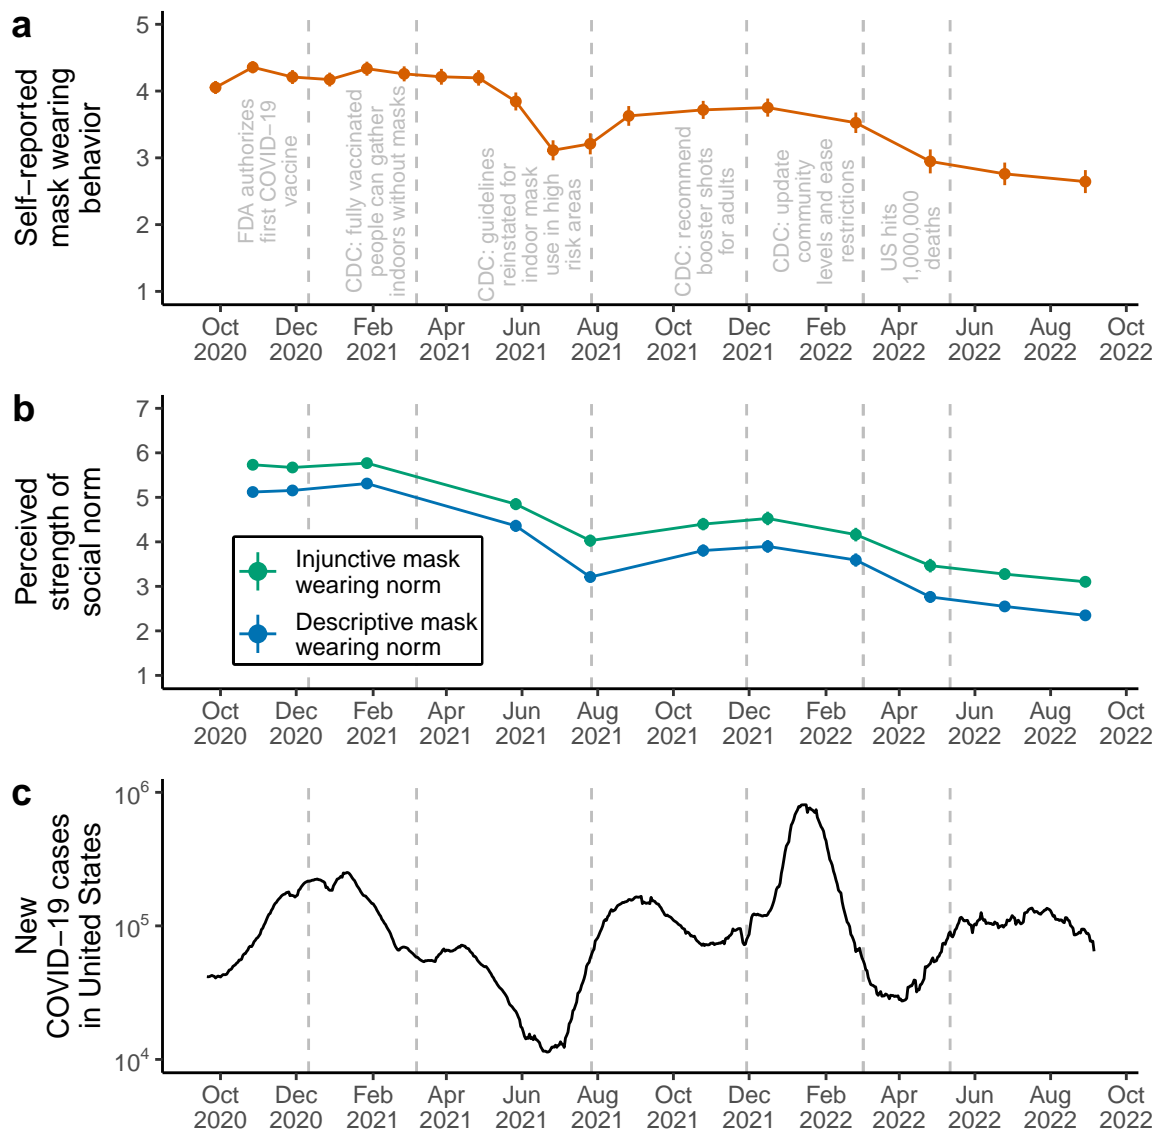 a
Self−reported
mask wearing
behavior
5
4
3
2
1
FDA authorizes
first COVID−19
vaccine
CDC: fully vaccinated
people can gather
indoors without masks
CDC: guidelines
reinstated for
indoor mask
use in high
risk areas
CDC: recommend
booster shots
for adults
CDC: update
community
levels and ease
restrictions
US hits
1,000,000
deaths
Oct Dec Feb Apr Jun Aug Oct Dec Feb Apr Jun Aug Oct
2020 2020 2021 2021 2021 2021 2021 2021 2022 2022 2022 2022 2022
b
Perceived
strength of
social norm
7
6
5
4
3
2
1
Injunctive mask
wearing norm
Descriptive mask
wearing norm
Oct Dec Feb Apr Jun Aug Oct Dec Feb Apr Jun Aug Oct
2020 2020 2021 2021 2021 2021 2021 2021 2022 2022 2022 2022 2022
c
New
COVID−19 cases
in United States
10⁶
10⁵
10⁴
Oct Dec Feb Apr Jun Aug Oct Dec Feb Apr Jun Aug Oct
2020 2020 2021 2021 2021 2021 2021 2021 2022 2022 2022 2022 2022